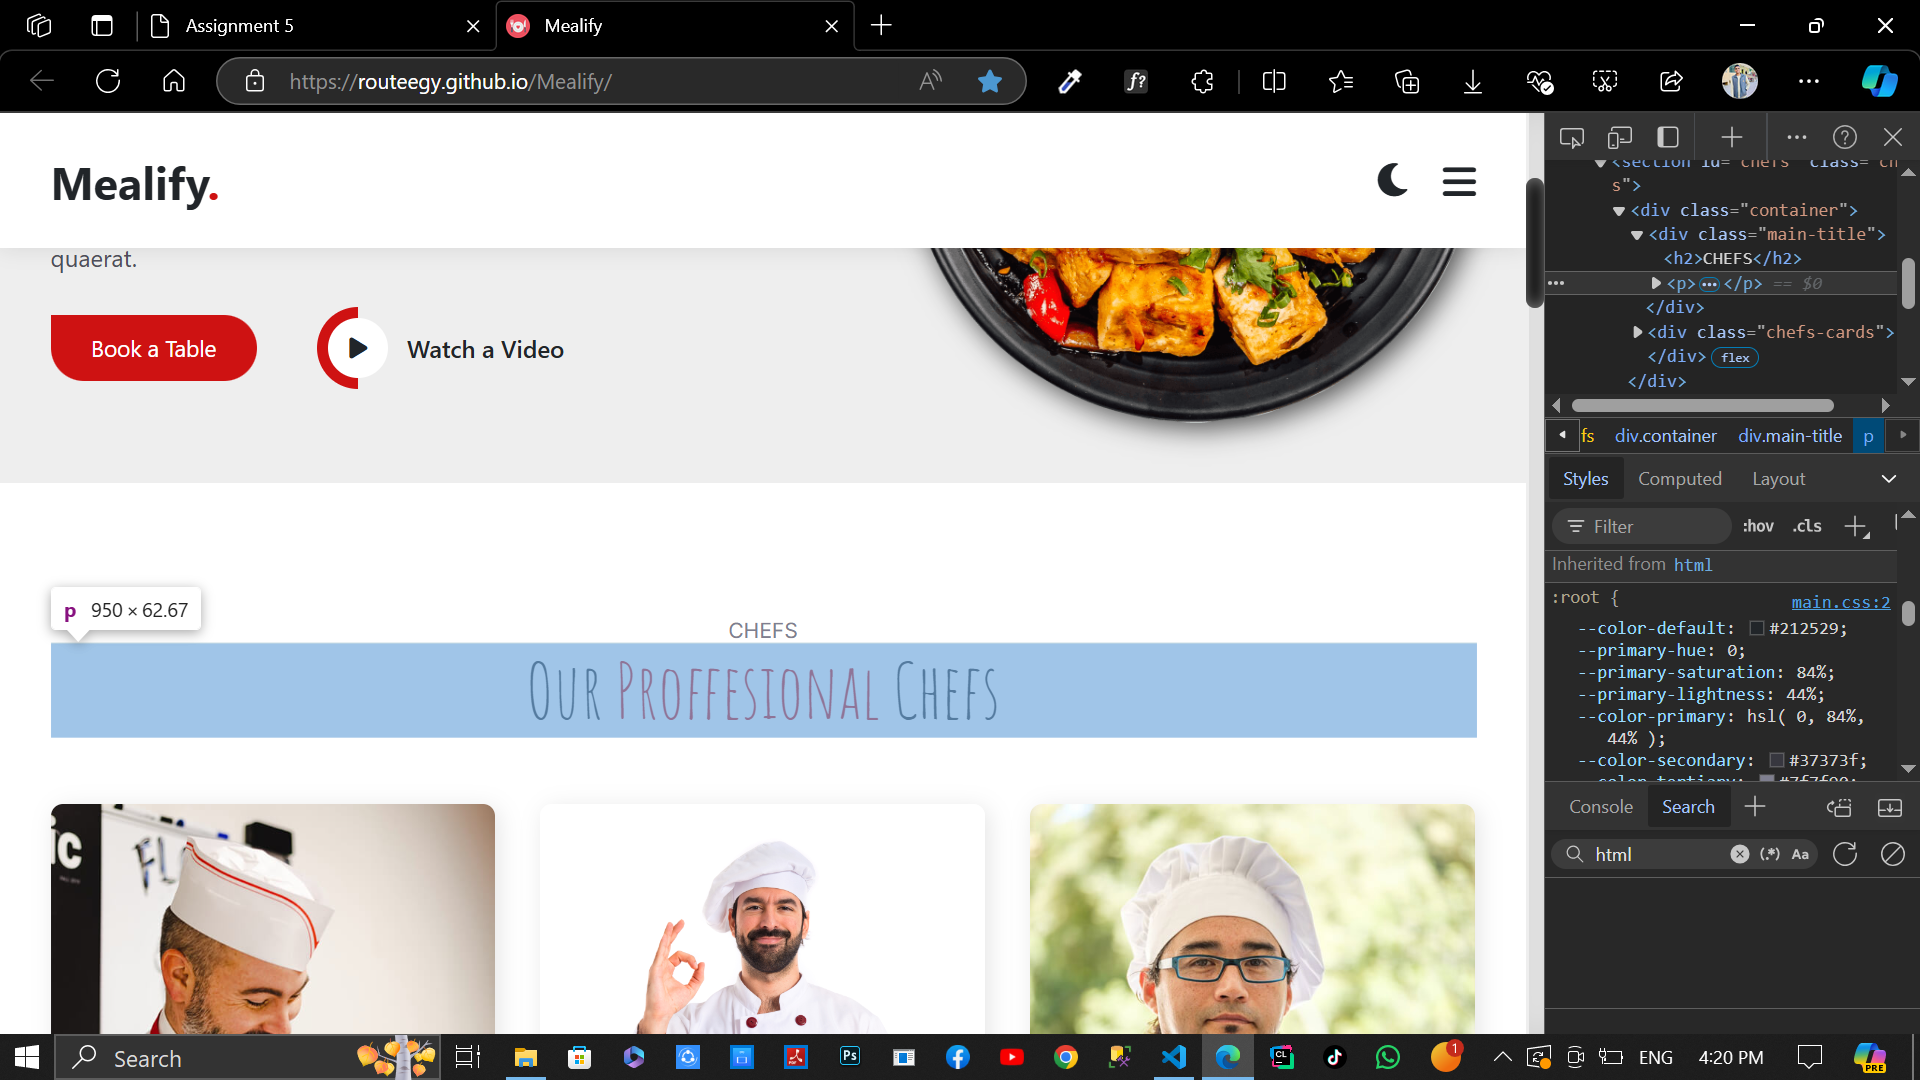 Assignment 5
Mealify
https://routeegy.github.io/Mealify/
Mealify.
quaerat.
Book a Table
Watch a Video
p 950 × 62.67
CHEFS
Our Proffesional Chefs
<section id="chefs" class="ch
s">
<div class="container">
<div class="main-title">
<h2>CHEFS</h2>
<p> ⋯ </p> == $0
</div>
<div class="chefs-cards">
</div> flex
</div>
fs div.container div.main-title p
Styles Computed Layout
Filter :hov .cls
Inherited from html
:root { main.css:2
--color-default: #212529;
--primary-hue: 0;
--primary-saturation: 84%;
--primary-lightness: 44%;
--color-primary: hsl( 0, 84%,
44% );
--color-secondary: #37373f;
--color-tertiary: #7f7f90;
Console Search
html (.*) Aa
Search
Ps
CL
1
ENG 4:20 PM
PRE